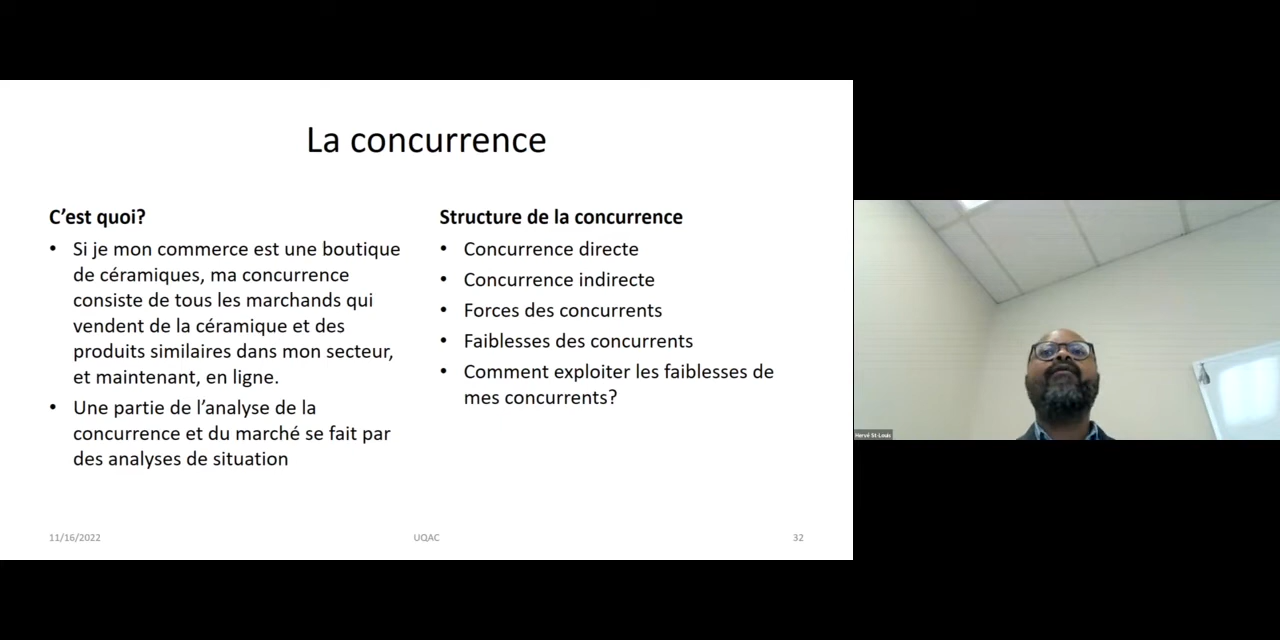 La concurrence
C’est quoi?
• Si je mon commerce est une boutique
de céramiques, ma concurrence
consiste de tous les marchands qui
vendent de la céramique et des
produits similaires dans mon secteur,
et maintenant, en ligne.
• Une partie de l’analyse de la
concurrence et du marché se fait par
des analyses de situation
Structure de la concurrence
• Concurrence directe
• Concurrence indirecte
• Forces des concurrents
• Faiblesses des concurrents
• Comment exploiter les faiblesses de
mes concurrents?
11/16/2022
UQAC
32
Hervé St-Louis